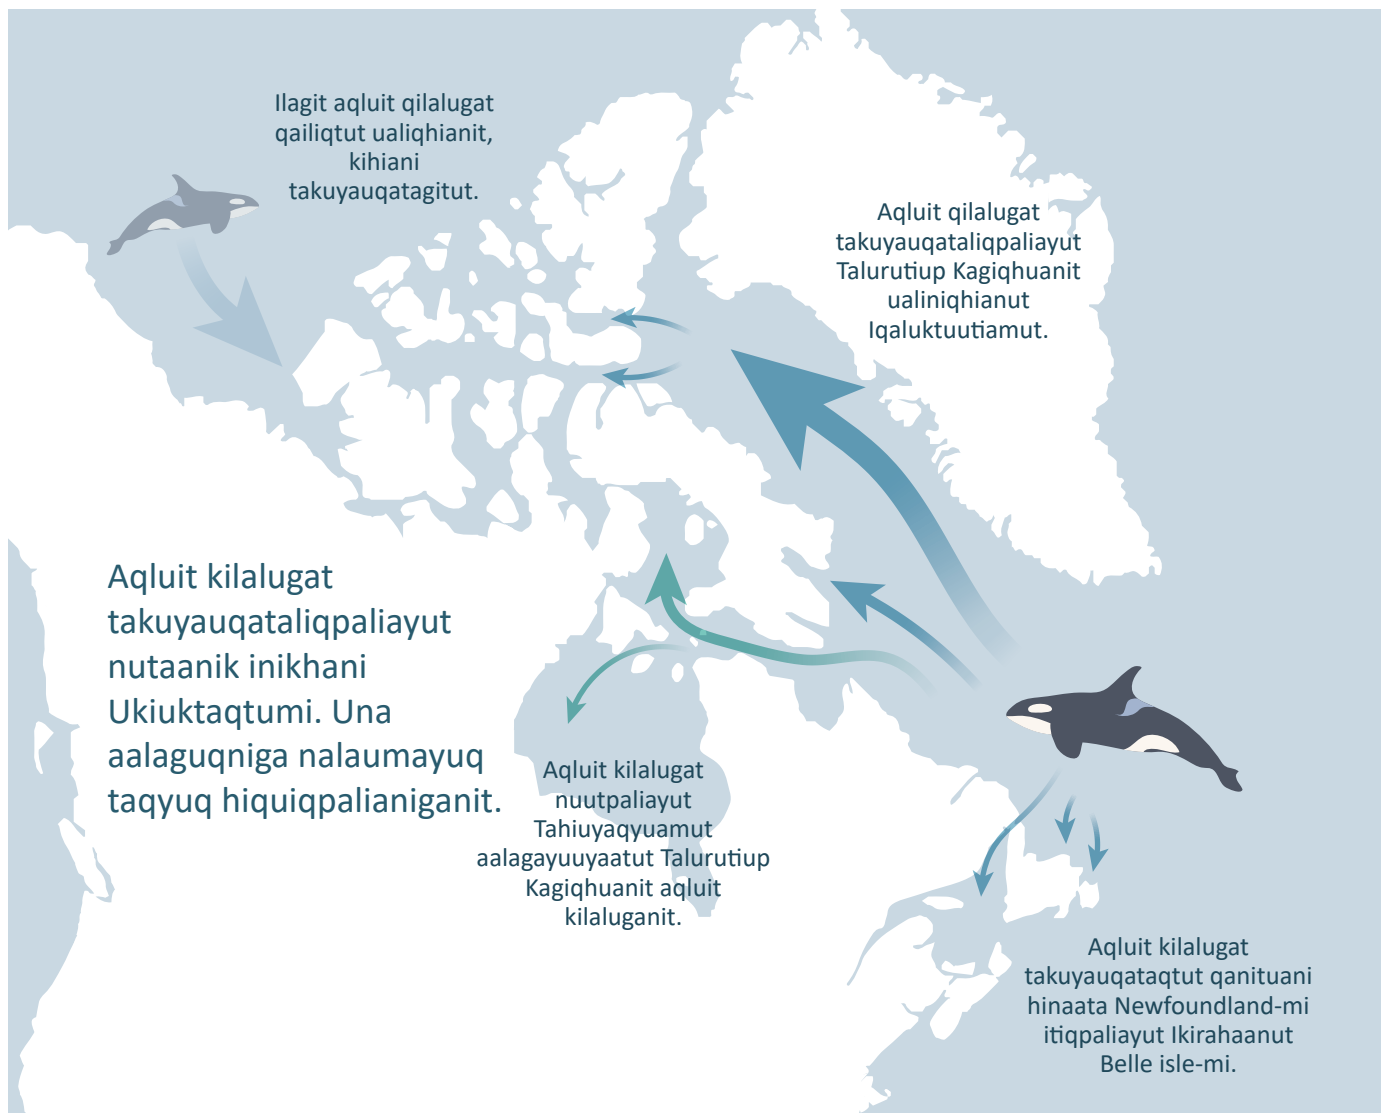 Ilagit aqluit qilalugat
qailiqtut ualiqhianit,
kihiani
takuyauqatagitut.
Aqluit qilalugat
takuyauqataliqpaliayut
Talurutiup Kagiqhuanit
ualiniqhianut
Iqaluktuutiamut.
Aqluit kilalugat
takuyauqataliqpaliayut
nutaanik inikhani
Ukiuktaqtumi. Una
aalaguqniga nalaumayuq
taqyuq hiquiqpalianiganit.
Aqluit kilalugat
nuutpaliayut
Tahiuyaqyuamut
aalagayuuyaatut Talurutiup
Kagiqhuanit aqluit
kilaluganit.
Aqluit kilalugat
takuyauqataqtut qanituani
hinaata Newfoundland-mi
itiqpaliayut Ikirahaanut
Belle isle-mi.